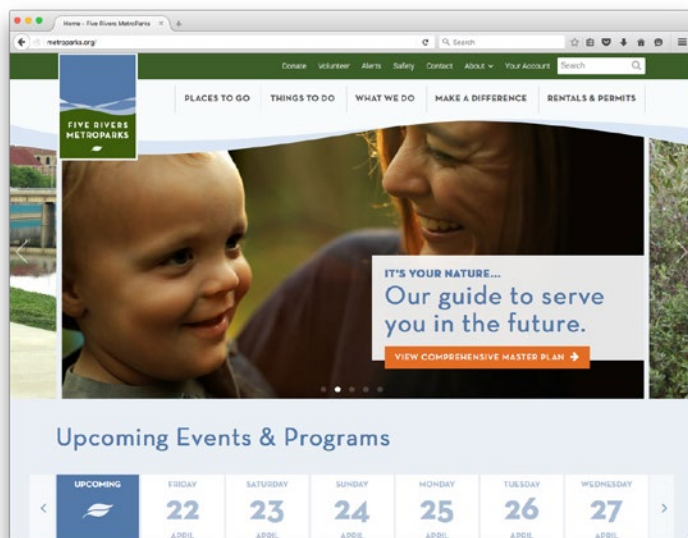 Home – Five Rivers MetroParks
metroparks.org/
Search
Donate Volunteer Alerts Safety Contact About Your Account Search
FIVE RIVERS
METROPARKS
PLACES TO GO THINGS TO DO WHAT WE DO MAKE A DIFFERENCE RENTALS & PERMITS
IT'S YOUR NATURE...
Our guide to serve
you in the future.
VIEW COMPREHENSIVE MASTER PLAN
Upcoming Events & Programs
UPCOMING FRIDAY SATURDAY SUNDAY MONDAY TUESDAY WEDNESDAY
22 23 24 25 26 27
APRIL APRIL APRIL APRIL APRIL APRIL